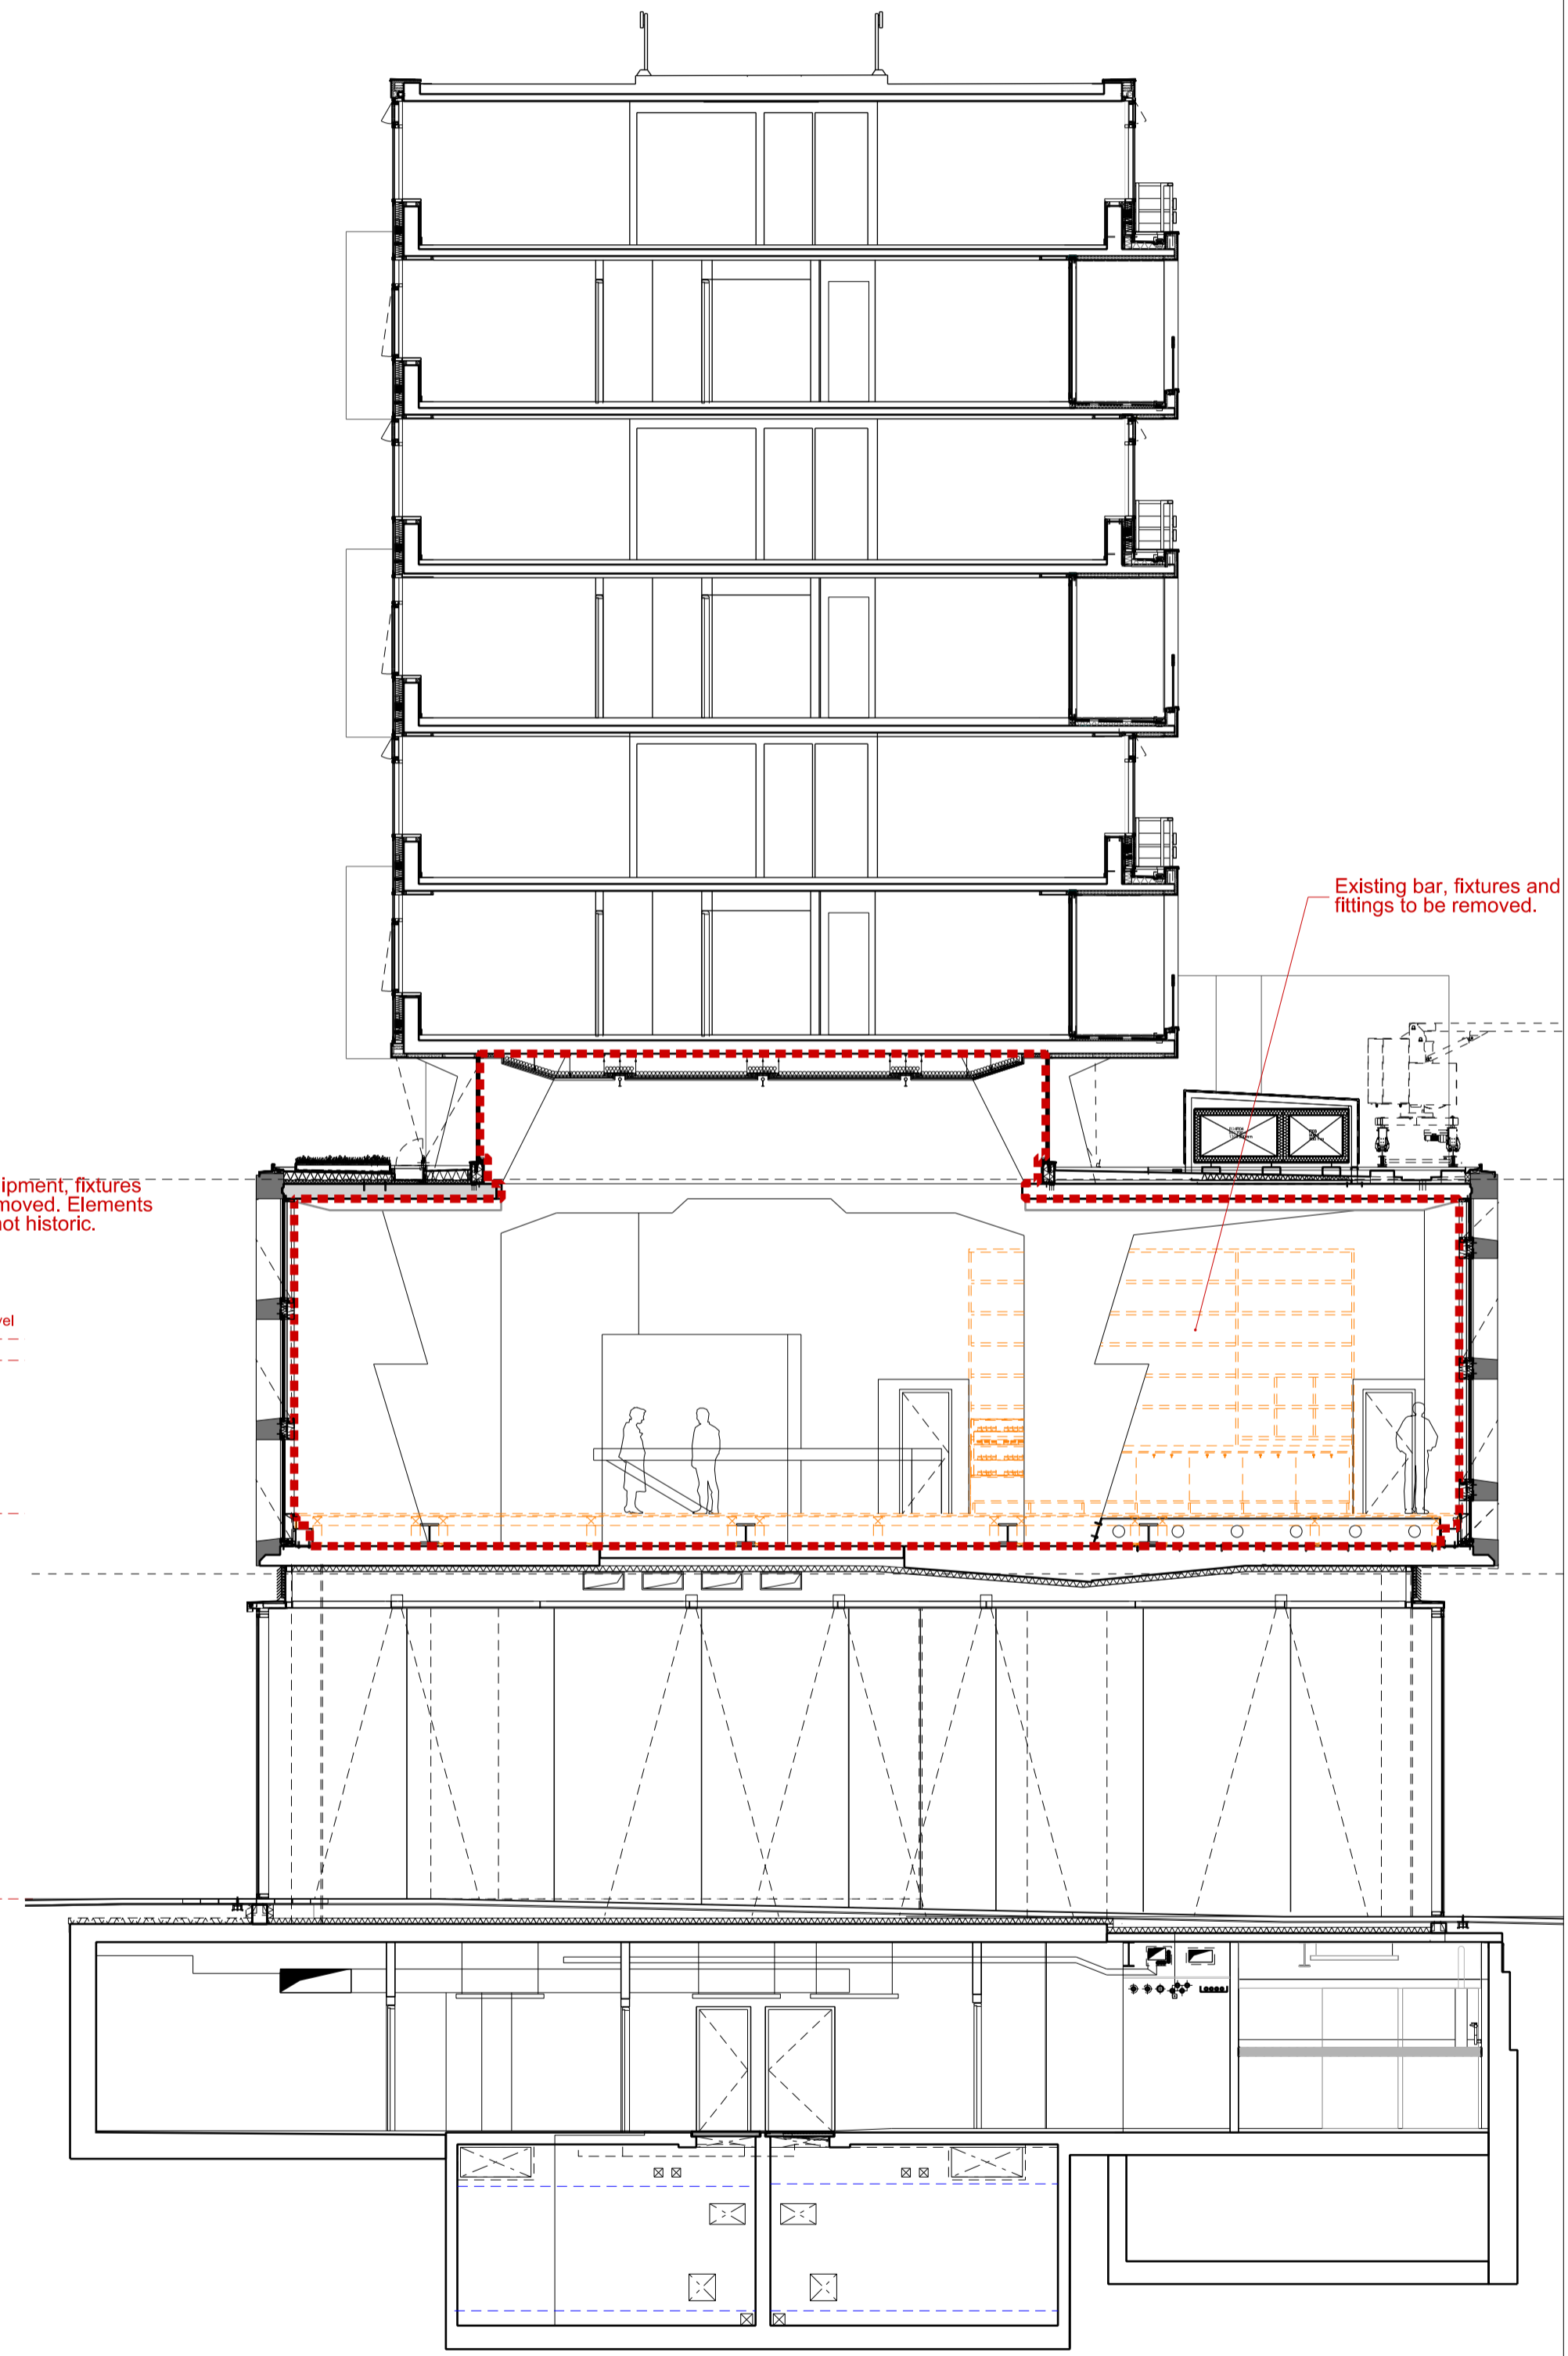 Existing bar, fixtures and
fittings to be removed.
ipment, fixtures
moved. Elements
not historic.
vel